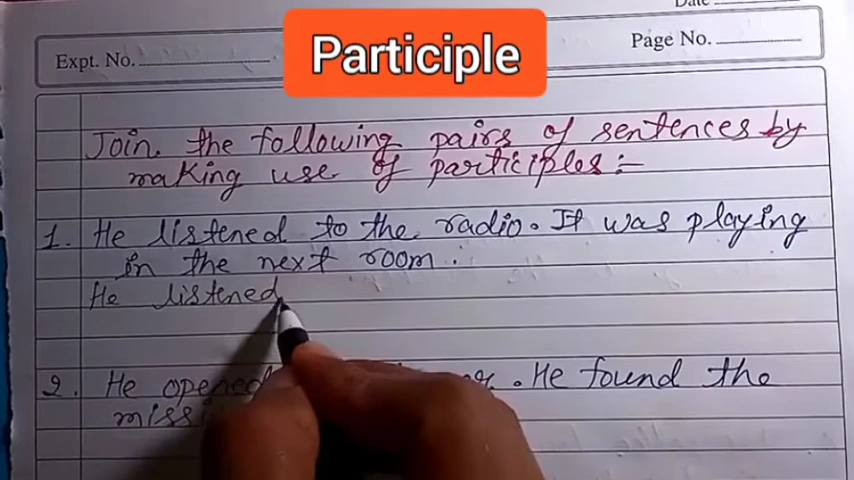 Date
Participle
Expt. No.
Page No.
Join the following pairs of sentences by
making use of participles:-
1. He listened to the radio. It was playing
in the next room.
He listened
2. He opened . He found the